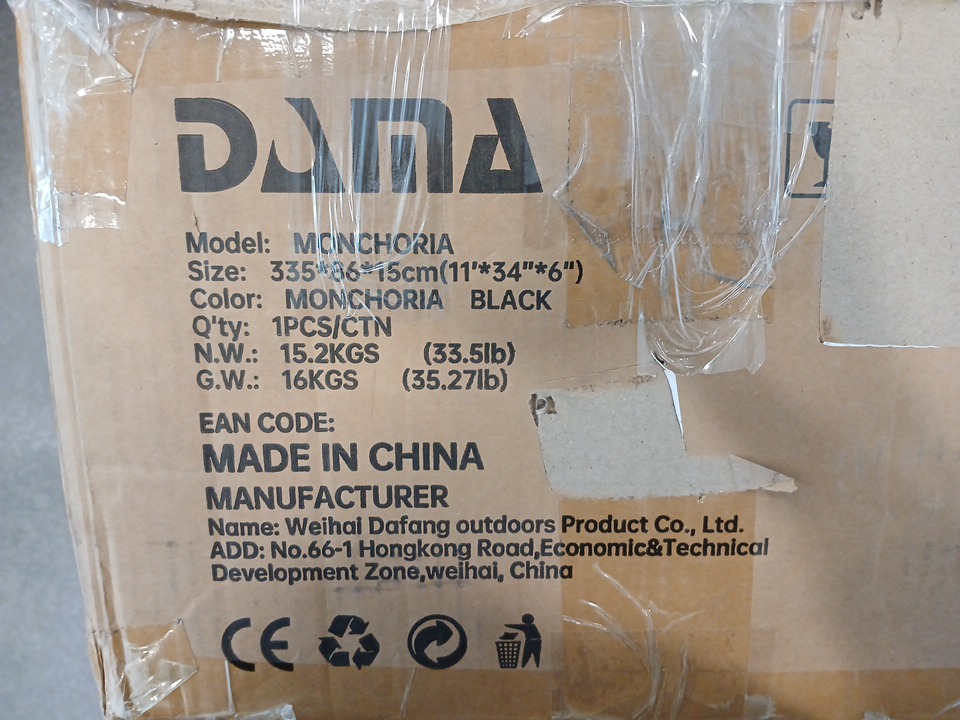 DAMA
Model: MONCHORIA
Size: 335*86*15cm(11'*34"*6")
Color: MONCHORIA BLACK
Q'ty: 1PCS/CTN
N.W.: 15.2KGS (33.5lb)
G.W.: 16KGS (35.27lb)
EAN CODE:
MADE IN CHINA
MANUFACTURER
Name: Weihai Dafang outdoors Product Co., Ltd.
ADD: No.66-1 Hongkong Road,Economic&Technical
Development Zone,weihai, China
CE